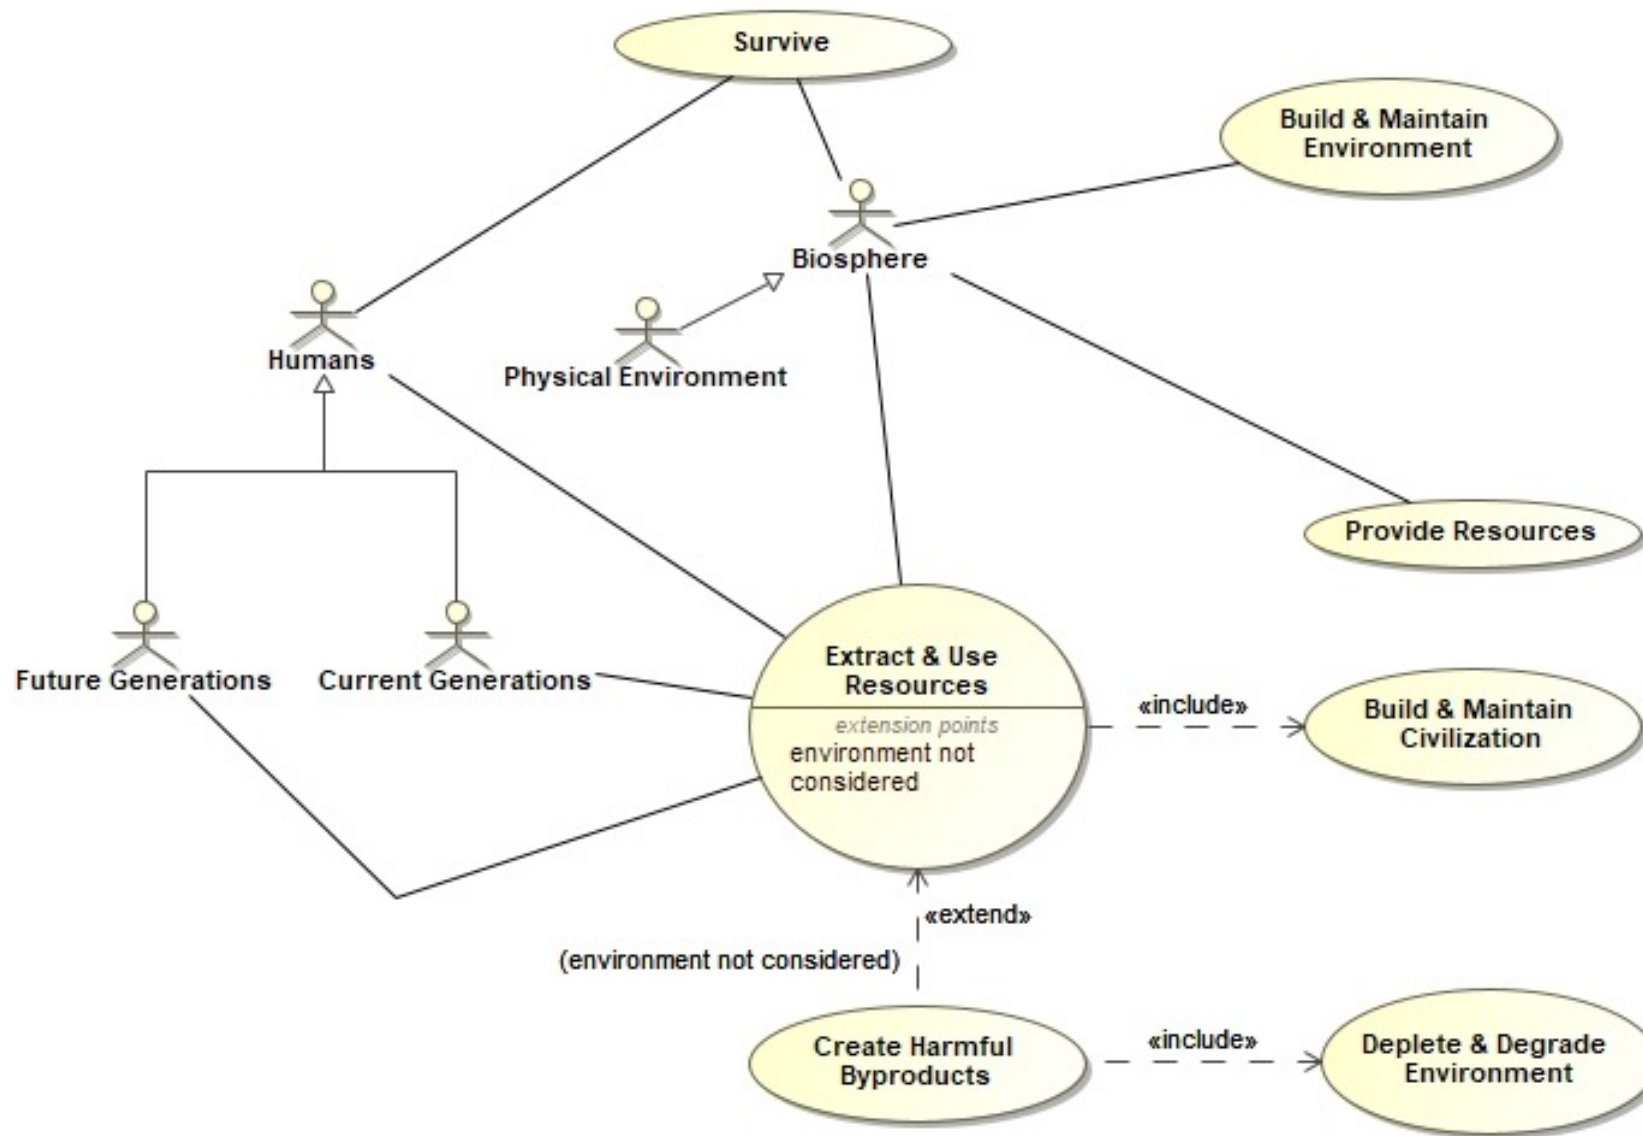 Survive
Build & Maintain
Environment
Biosphere
Humans
Physical Environment
Provide Resources
Future Generations
Current Generations
Extract & Use
Resources
extension points
environment not
considered
«include»
Build & Maintain
Civilization
«extend»
(environment not considered)
Create Harmful
Byproducts
«include»
Deplete & Degrade
Environment